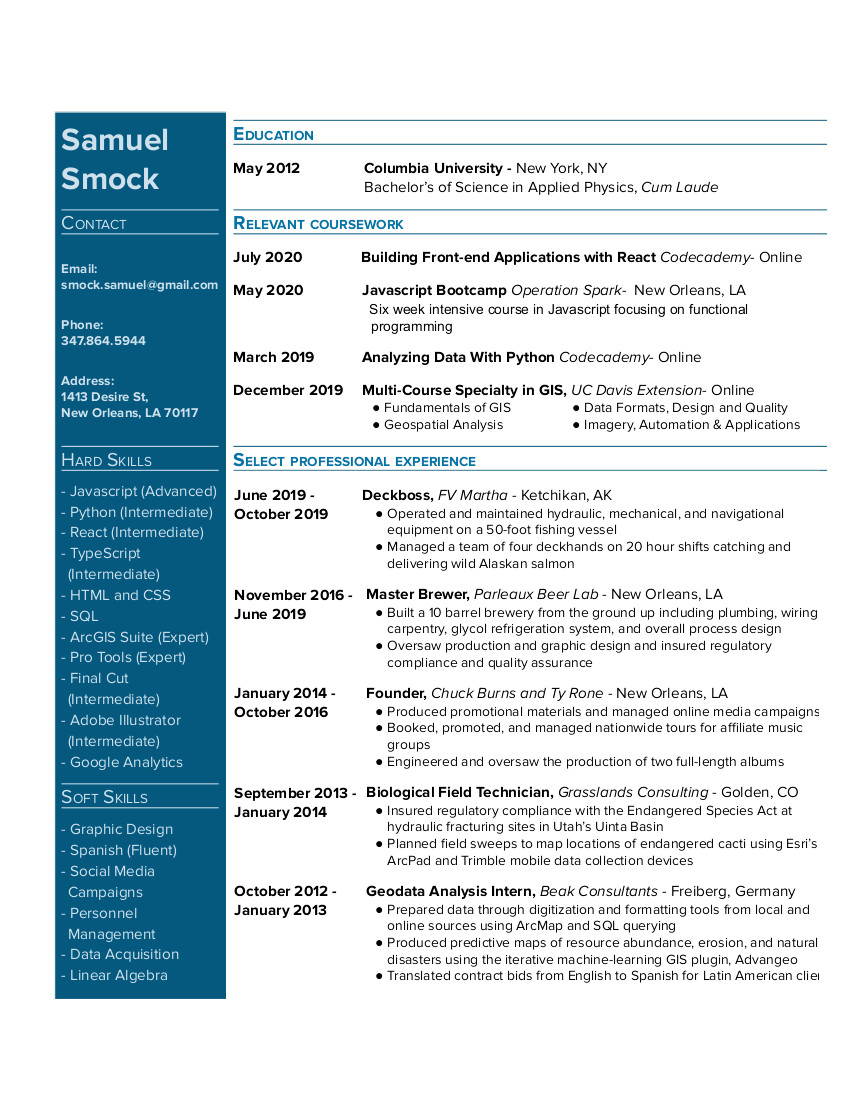 Samuel
Smock
Contact
Email:
smock.samuel@gmail.com
Phone:
347.864.5944
Address:
1413 Desire St,
New Orleans, LA 70117
Hard Skills
- Javascript (Advanced)
- Python (Intermediate)
- React (Intermediate)
- TypeScript
(Intermediate)
- HTML and CSS
- SQL
- ArcGIS Suite (Expert)
- Pro Tools (Expert)
- Final Cut
(Intermediate)
- Adobe Illustrator
(Intermediate)
- Google Analytics
Soft Skills
- Graphic Design
- Spanish (Fluent)
- Social Media
Campaigns
- Personnel
Management
- Data Acquisition
- Linear Algebra
Education
May 2012 Columbia University - New York, NY
Bachelor's of Science in Applied Physics, Cum Laude
Relevant coursework
July 2020 Building Front-end Applications with React Codecademy- Online
May 2020 Javascript Bootcamp Operation Spark- New Orleans, LA
Six week intensive course in Javascript focusing on functional
programming
March 2019 Analyzing Data With Python Codecademy- Online
December 2019 Multi-Course Specialty in GIS, UC Davis Extension- Online
● Fundamentals of GIS ● Data Formats, Design and Quality
● Geospatial Analysis ● Imagery, Automation & Applications
Select professional experience
June 2019 - Deckboss, FV Martha - Ketchikan, AK
October 2019 ● Operated and maintained hydraulic, mechanical, and navigational
equipment on a 50-foot fishing vessel
● Managed a team of four deckhands on 20 hour shifts catching and
delivering wild Alaskan salmon
November 2016 - Master Brewer, Parleaux Beer Lab - New Orleans, LA
June 2019 ● Built a 10 barrel brewery from the ground up including plumbing, wiring
carpentry, glycol refrigeration system, and overall process design
● Oversaw production and graphic design and insured regulatory
compliance and quality assurance
January 2014 - Founder, Chuck Burns and Ty Rone - New Orleans, LA
October 2016 ● Produced promotional materials and managed online media campaigns
● Booked, promoted, and managed nationwide tours for affiliate music
groups
● Engineered and oversaw the production of two full-length albums
September 2013 - Biological Field Technician, Grasslands Consulting - Golden, CO
January 2014 ● Insured regulatory compliance with the Endangered Species Act at
hydraulic fracturing sites in Utah's Uinta Basin
● Planned field sweeps to map locations of endangered cacti using Esri's
ArcPad and Trimble mobile data collection devices
October 2012 - Geodata Analysis Intern, Beak Consultants - Freiberg, Germany
January 2013 ● Prepared data through digitization and formatting tools from local and
online sources using ArcMap and SQL querying
● Produced predictive maps of resource abundance, erosion, and natural
disasters using the iterative machine-learning GIS plugin, Advangeo
● Translated contract bids from English to Spanish for Latin American